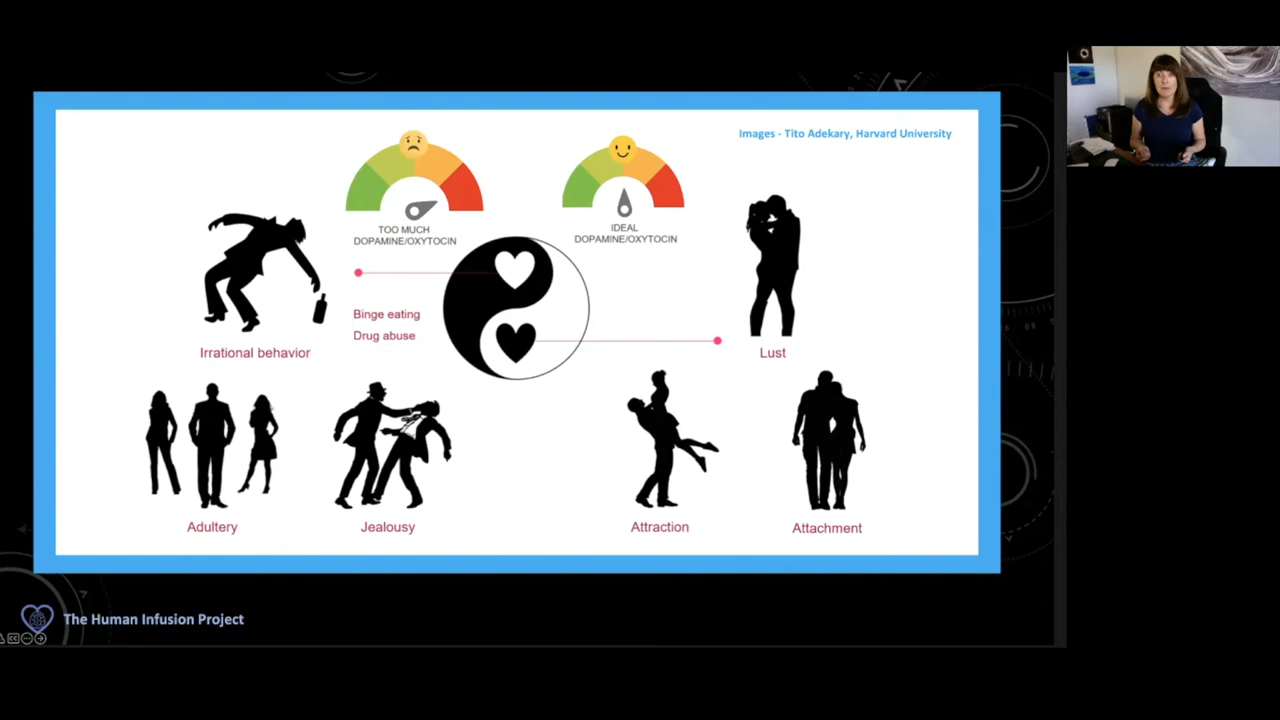 Images - Tito Adekary, Harvard University
TOO MUCH
DOPAMINE/OXYTOCIN
IDEAL
DOPAMINE/OXYTOCIN
Binge eating
Drug abuse
Irrational behavior
Lust
Adultery
Jealousy
Attraction
Attachment
The Human Infusion Project